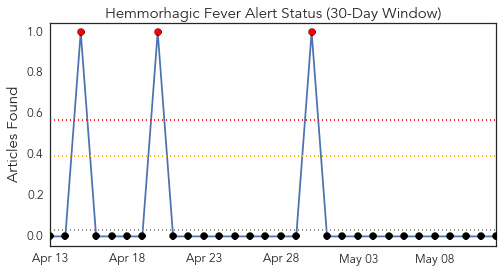 Hemmorhagic Fever Alert Status (30-Day Window)
Articles Found
1.0
0.8
0.6
0.4
0.2
0.0
Apr 13 Apr 18 Apr 23 Apr 28 May 03 May 08